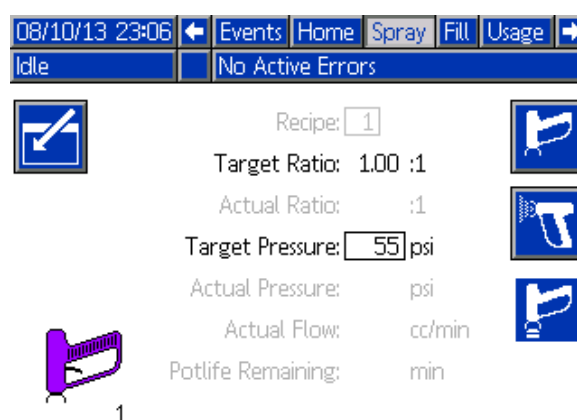 08/10/13 23:06 Events Home Spray Fill Usage
Idle No Active Errors
Recipe: 1
Target Ratio: 1.00 :1
Actual Ratio: :1
Target Pressure: 55 psi
Actual Pressure: psi
Actual Flow: cc/min
Potlife Remaining: min
1